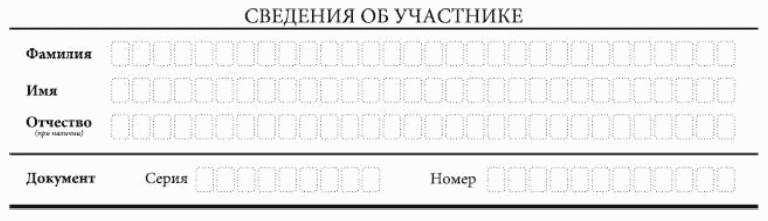 СВЕДЕНИЯ ОБ УЧАСТНИКЕ
Фамилия
Имя
Отчество
(при наличии)
Документ Серия Номер